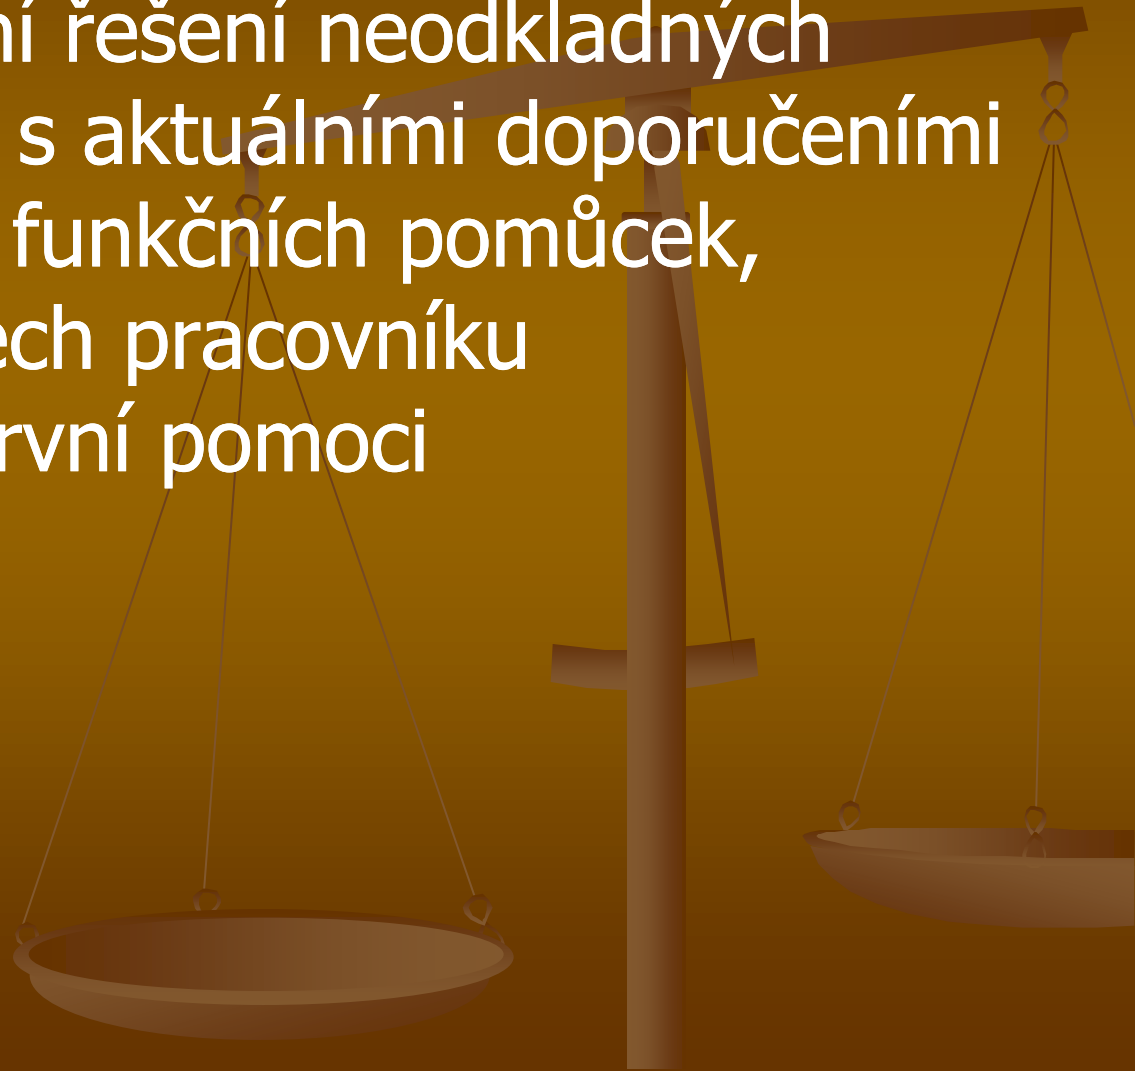 ní řešení neodkladných
s aktuálními doporučeními
funkčních pomůcek,
ech pracovníku
rvní pomoci